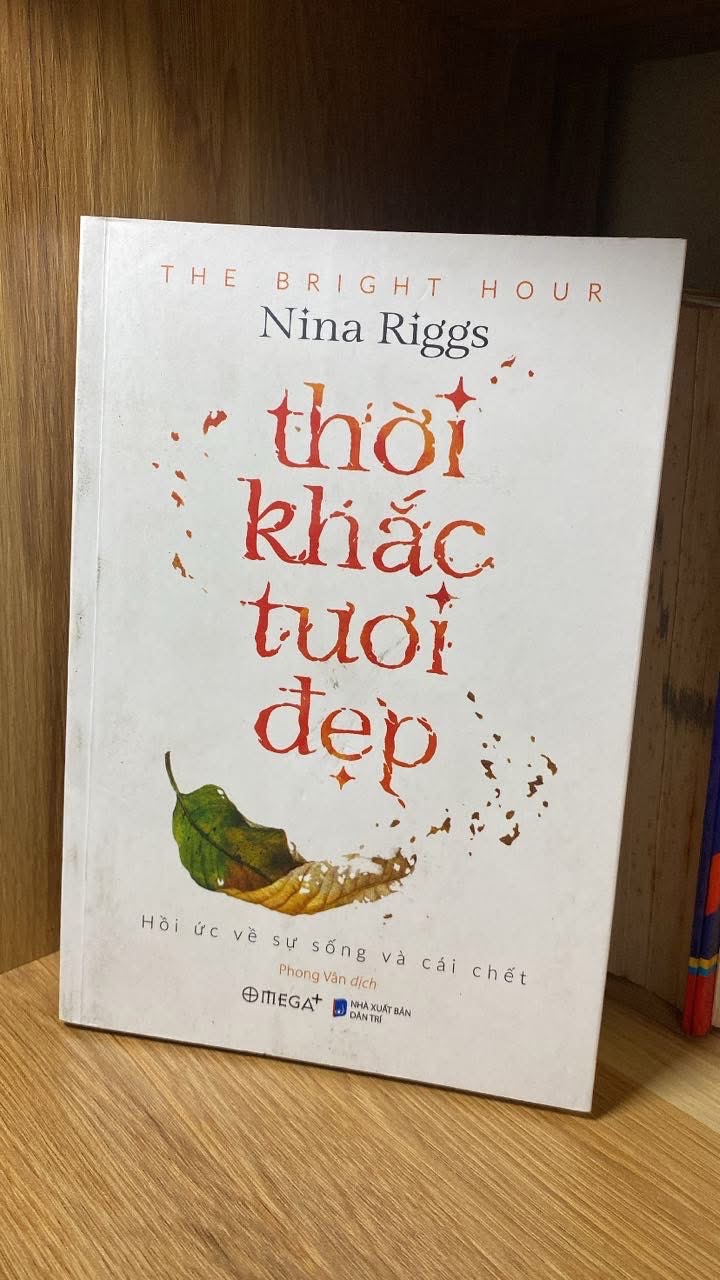 THE BRIGHT HOUR
Nina Riggs
thời
khắc
tươi
đẹp
Hồi ức về sự sống và cái chết
Phong Vân dịch
OMEGA+
NHÀ XUẤT BẢN
DÂN TRÍ